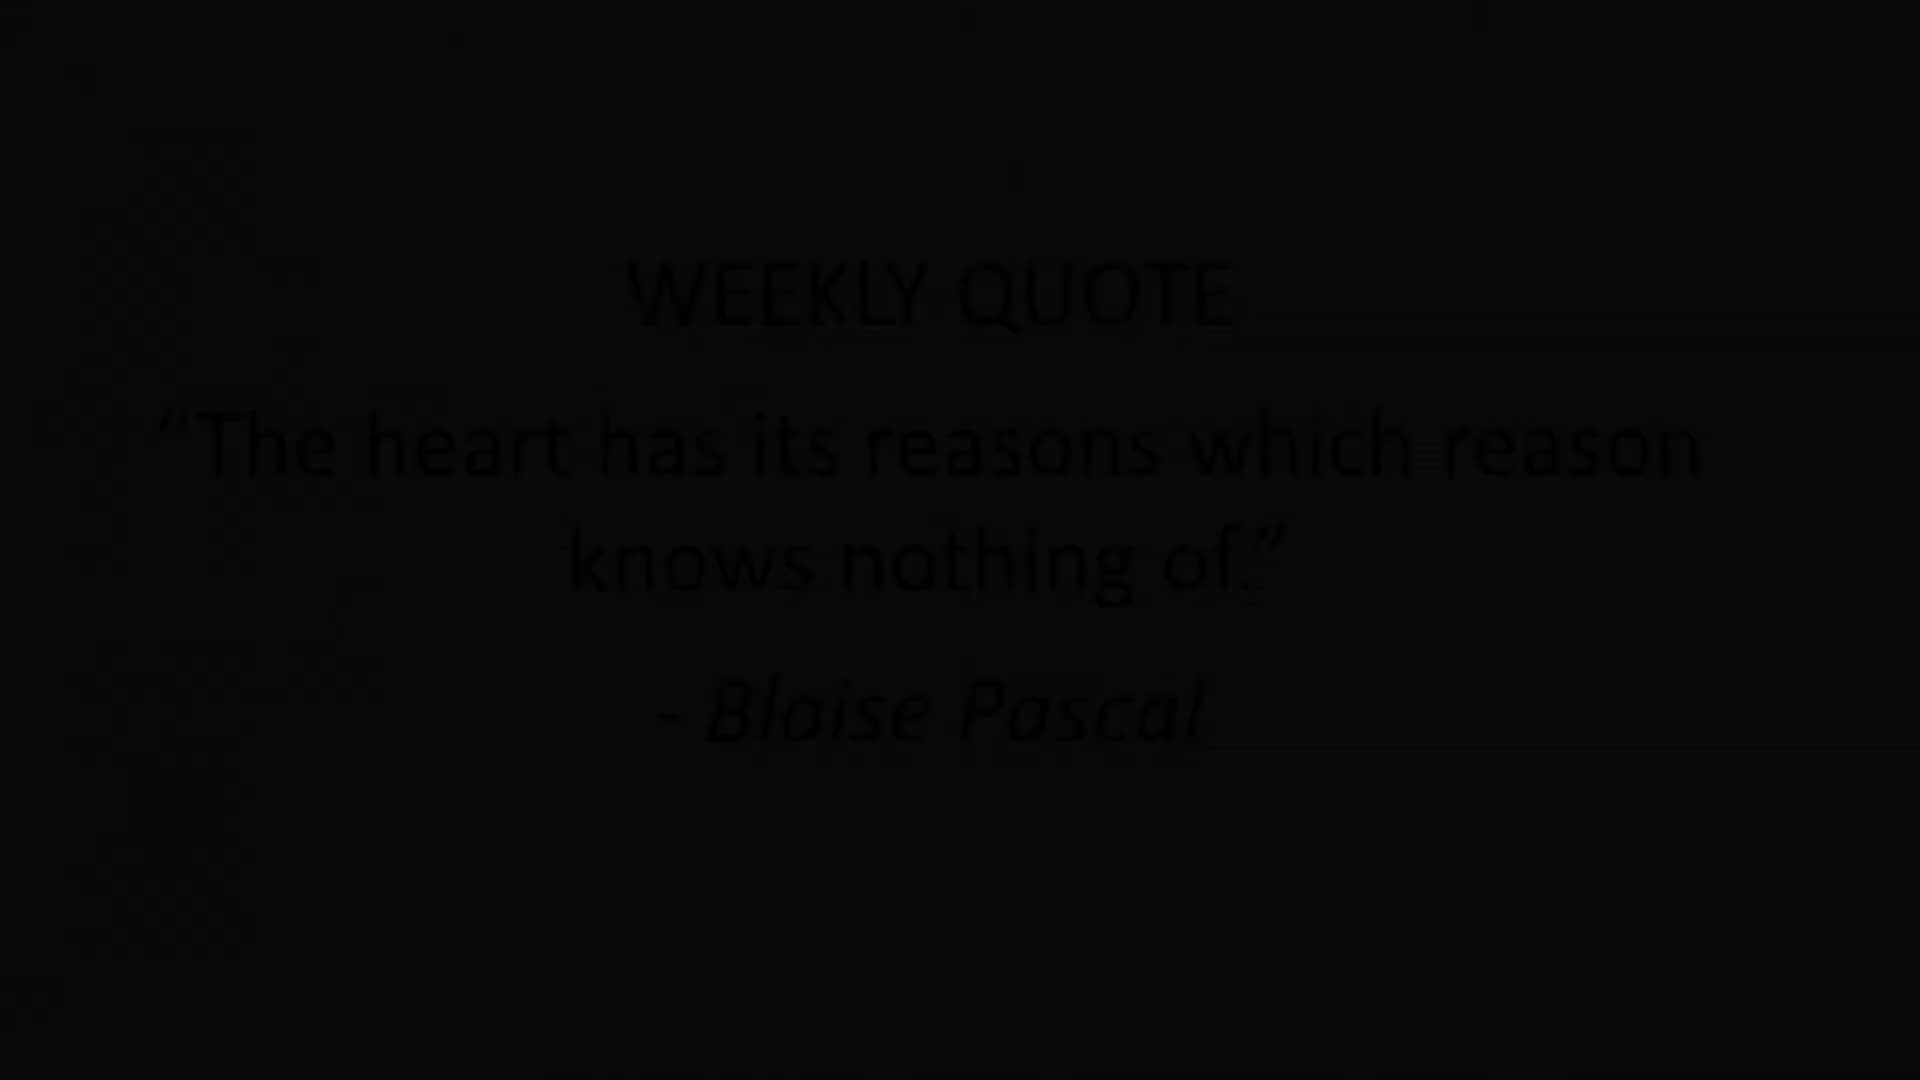 WEEKLY QUOTE
“The heart has its reasons which reason
knows nothing of.”
- Blaise Pascal